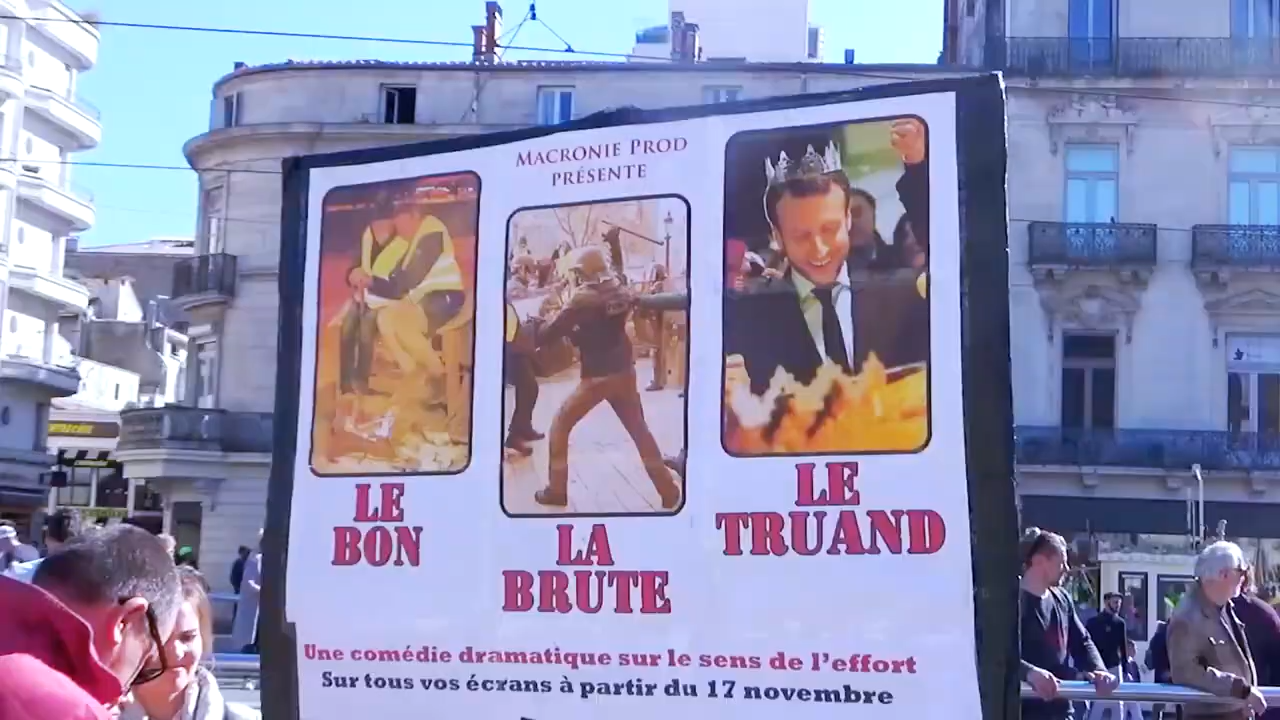 MACRONIE PROD
PRÉSENTE
LE
BON
LA
BRUTE
LE
TRUAND
Une comédie dramatique sur le sens de l'effort
Sur tous vos écrans à partir du 17 novembre